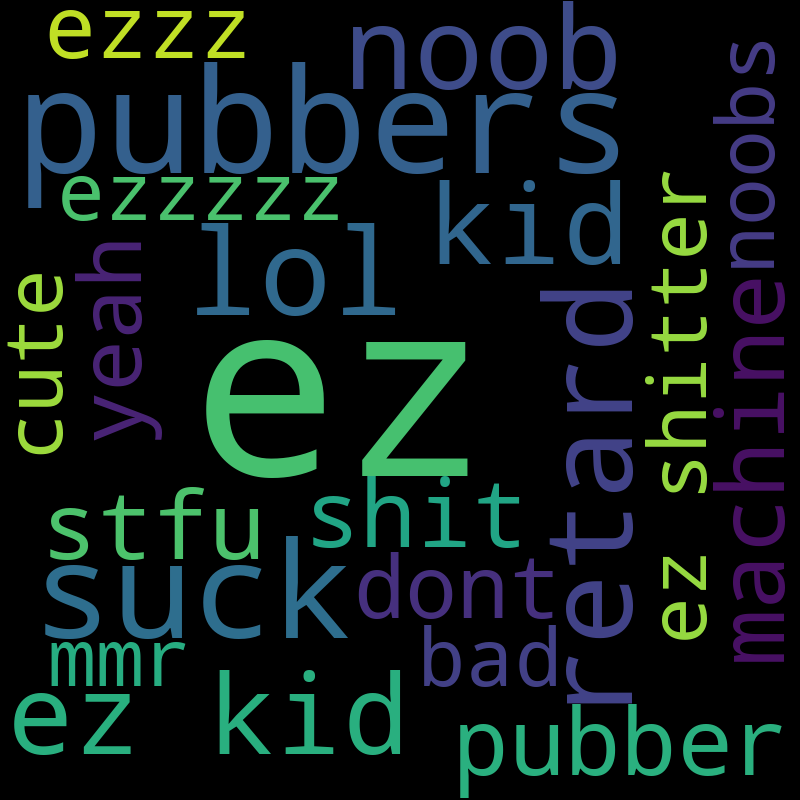 ezzz
noob
pubbers
noobs
ezzzzz
kid
lol
yeah
cute
retard
ez shitter
machine
ez
shit
stfu
suck
dont
mmr
bad
ez kid
pubber